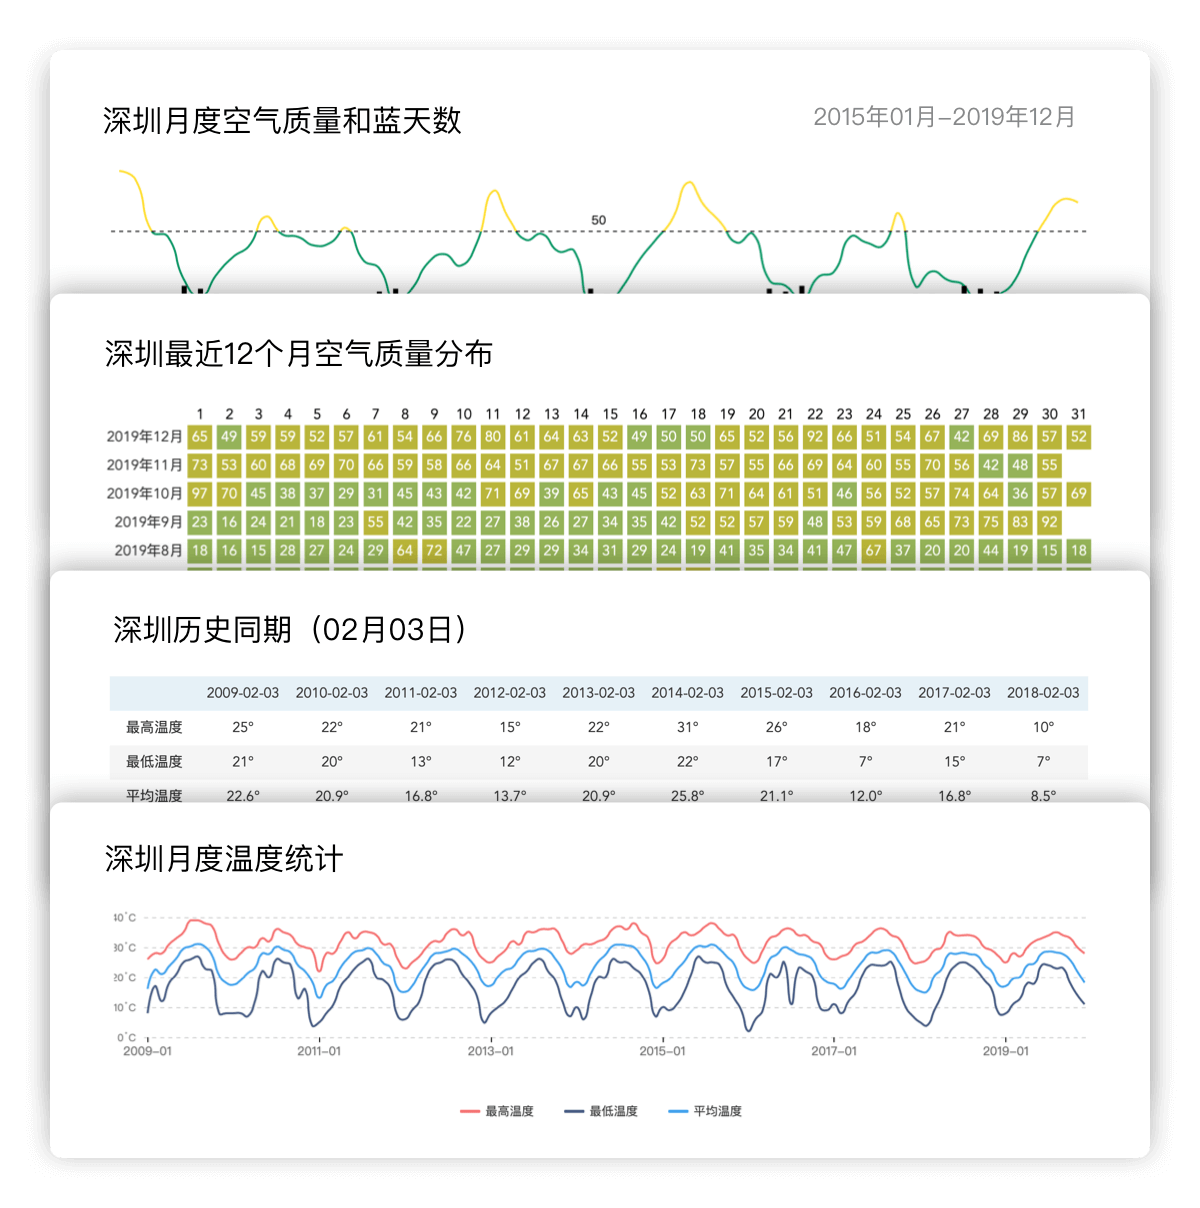 深圳月度空气质量和蓝天数
2015年01月–2019年12月
50
深圳最近12个月空气质量分布
1 2 3 4 5 6 7 8 9 10 11 12 13 14 15 16 17 18 19 20 21 22 23 24 25 26 27 28 29 30 31
2019年12月 65 49 59 59 52 57 61 54 66 76 80 61 64 63 52 49 50 50 65 52 56 92 66 51 54 67 42 69 86 57 52
2019年11月 73 53 60 68 69 70 66 59 58 66 64 51 67 67 66 55 53 73 57 55 66 69 64 60 55 70 56 42 48 55
2019年10月 97 70 45 38 37 29 31 45 43 42 71 69 39 65 43 45 52 63 71 64 61 51 46 56 52 57 74 64 36 57 69
2019年9月 23 16 24 21 18 23 55 42 35 22 27 38 26 27 34 35 42 52 52 57 59 48 53 59 68 65 73 75 83 92
2019年8月 18 16 15 28 27 24 29 64 72 47 27 29 29 34 31 29 24 19 41 35 34 41 47 67 37 20 20 44 19 15 18
深圳历史同期（02月03日）
2009-02-03 2010-02-03 2011-02-03 2012-02-03 2013-02-03 2014-02-03 2015-02-03 2016-02-03 2017-02-03 2018-02-03
最高温度 25° 22° 21° 15° 22° 31° 26° 18° 21° 10°
最低温度 21° 20° 13° 12° 20° 22° 17° 7° 15° 7°
平均温度 22.6° 20.9° 16.8° 13.7° 20.9° 25.8° 21.1° 12.0° 16.8° 8.5°
深圳月度温度统计
40°C
30°C
20°C
10°C
0°C
2009–01 2011–01 2013–01 2015–01 2017–01 2019–01
最高温度 最低温度 平均温度